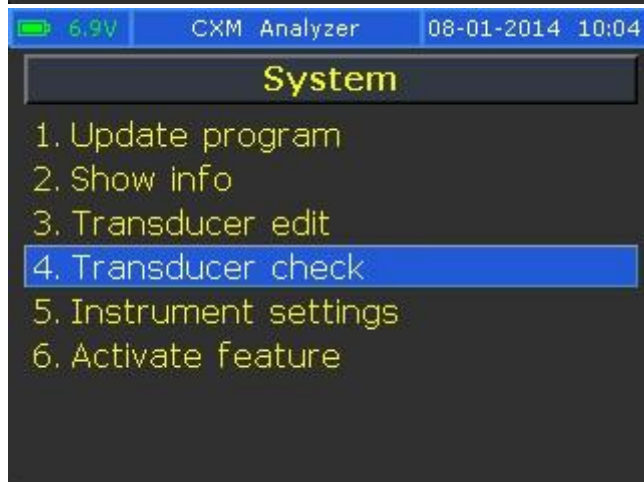 6.9V CXM Analyzer 08-01-2014 10:04
System
1. Update program
2. Show info
3. Transducer edit
4. Transducer check
5. Instrument settings
6. Activate feature